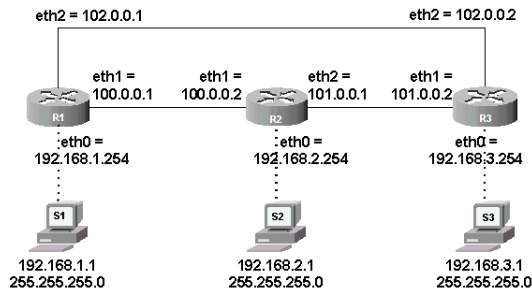 eth2 = 102.0.0.1
eth2 = 102.0.0.2
eth1 =
100.0.0.1
eth1 =
100.0.0.2
eth2 =
101.0.0.1
eth1 =
101.0.0.2
R1
R2
R3
eth0 =
192.168.1.254
eth0 =
192.168.2.254
eth0 =
192.168.3.254
S1
S2
S3
192.168.1.1
255.255.255.0
192.168.2.1
255.255.255.0
192.168.3.1
255.255.255.0